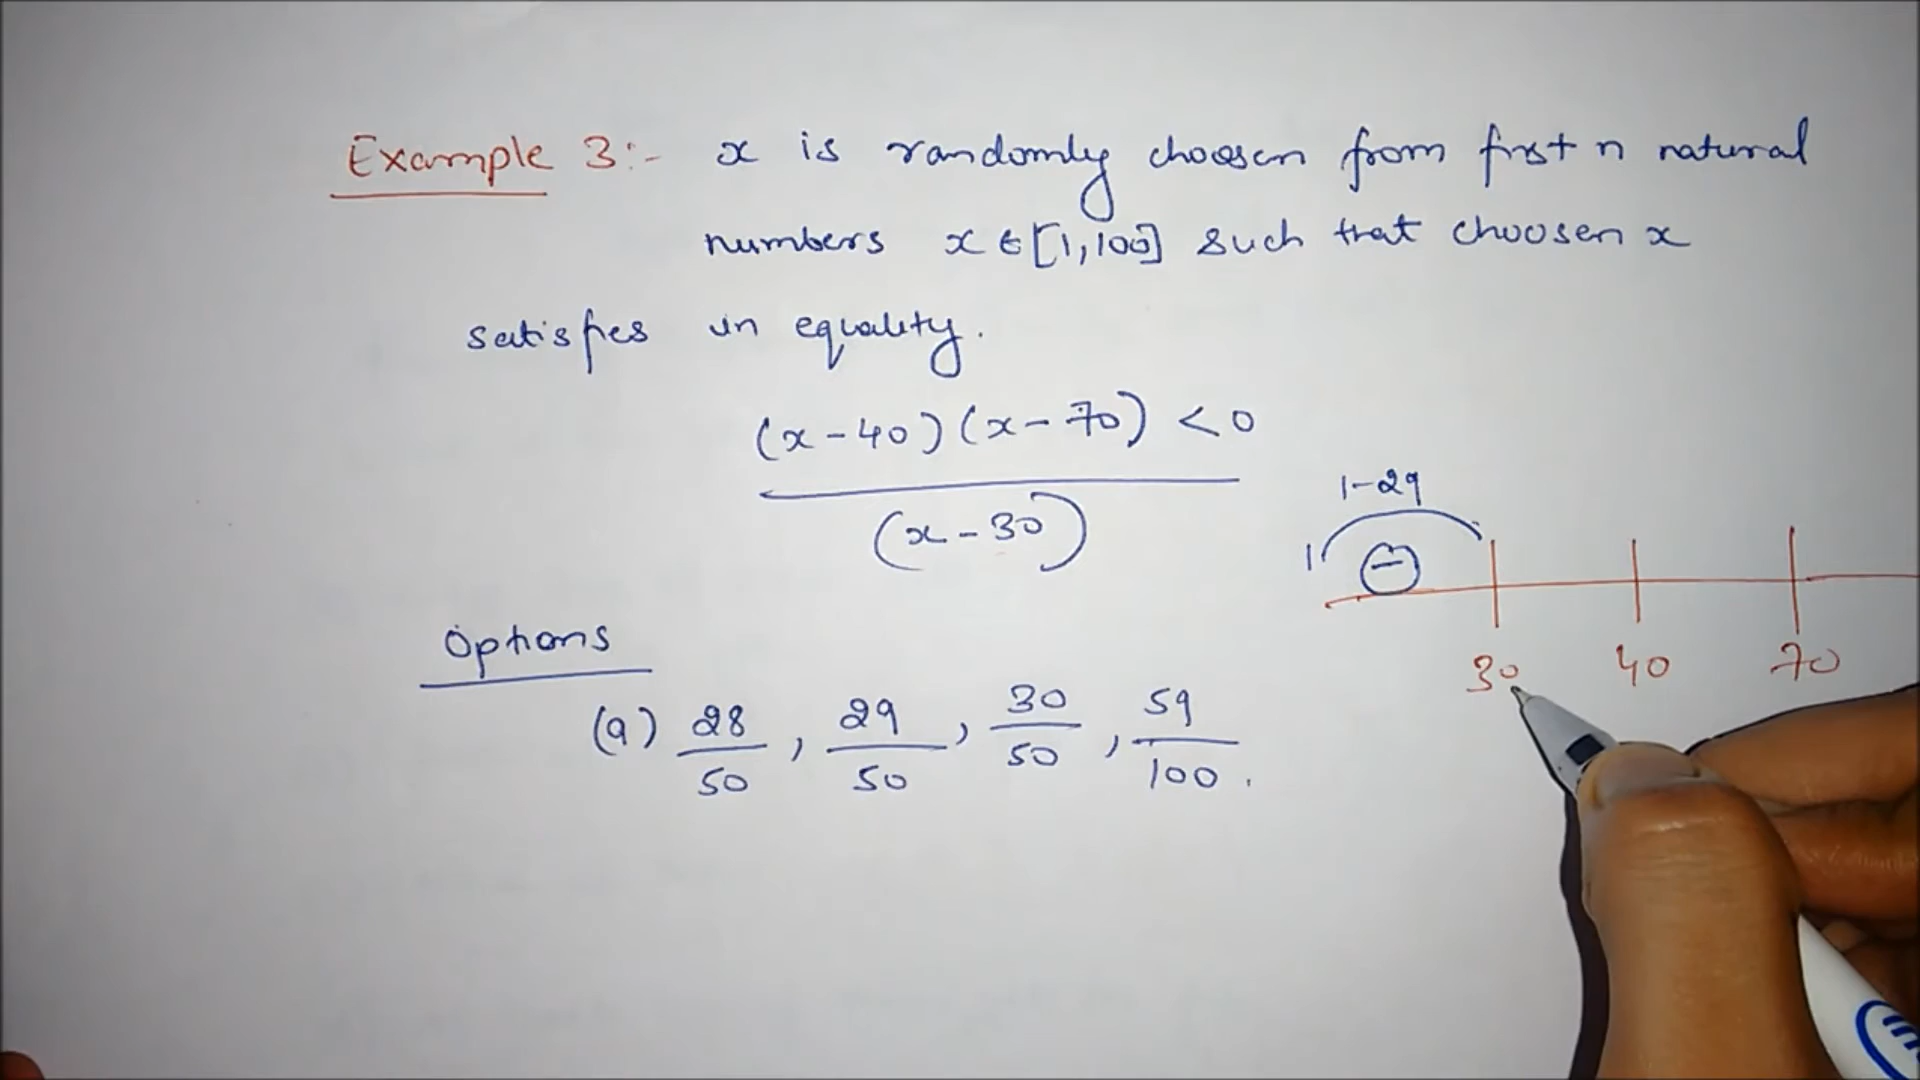 Example 3:- x is randomly choosen from first n natural
numbers x ∈ [1,100] such that choosen x
satisfies in equality.
(x-40)(x-70) < 0
(x-30)
1-29
1
-
30 40 70
Options
(a) 28/50, 29/50, 30/50, 59/100.